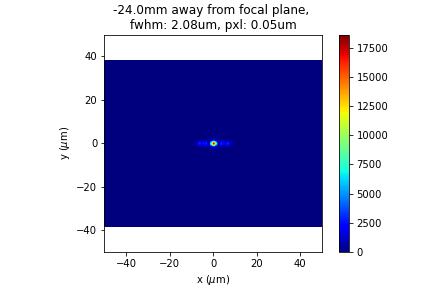 -24.0mm away from focal plane,
fwhm: 2.08um, pxl: 0.05um
40
20
0
−20
−40
y (μm)
−40 −20 0 20 40
x (μm)
17500
15000
12500
10000
7500
5000
2500
0